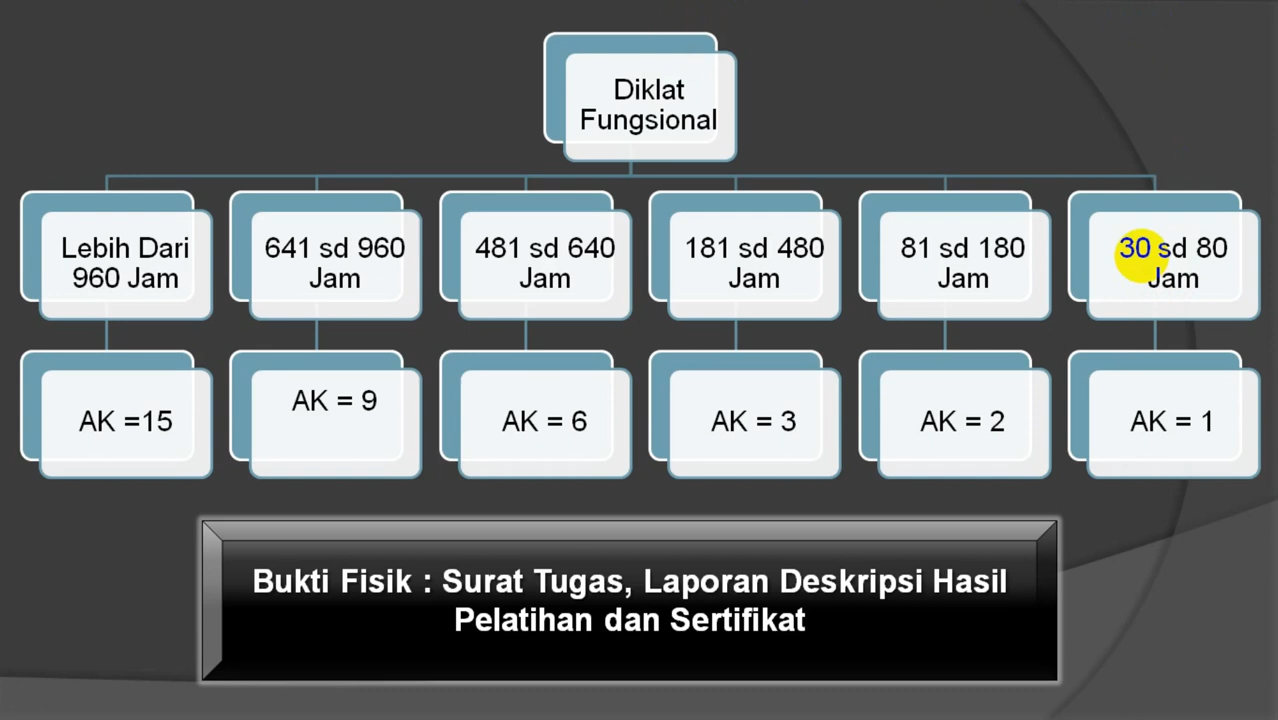 Diklat
Fungsional
Lebih Dari
960 Jam
641 sd 960
Jam
481 sd 640
Jam
181 sd 480
Jam
81 sd 180
Jam
30 sd 80
Jam
AK =15
AK = 9
AK = 6
AK = 3
AK = 2
AK = 1
Bukti Fisik : Surat Tugas, Laporan Deskripsi Hasil
Pelatihan dan Sertifikat